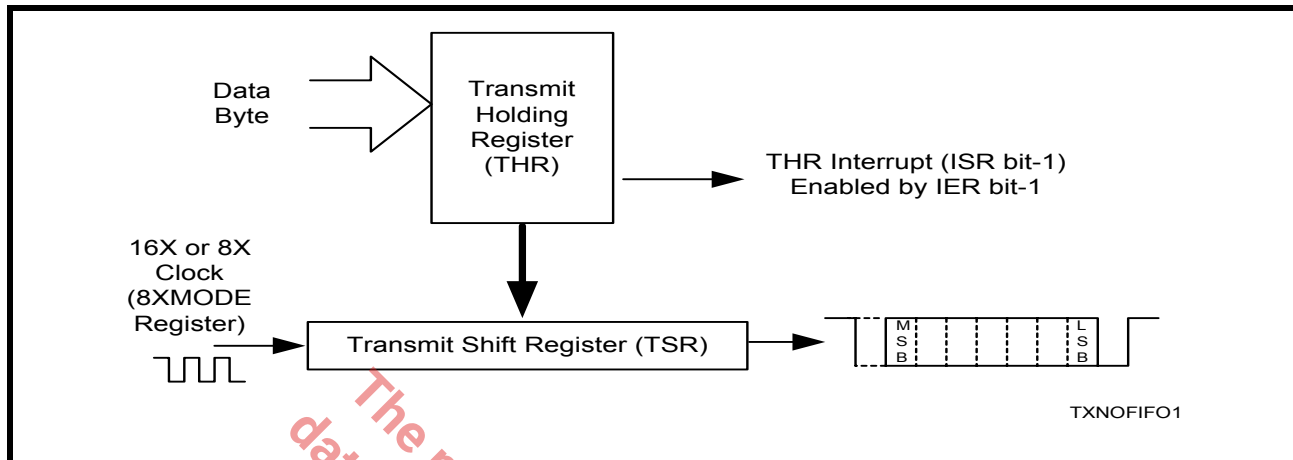 Data
Byte
Transmit
Holding
Register
(THR)
THR Interrupt (ISR bit-1)
Enabled by IER bit-1
16X or 8X
Clock
(8XMODE
Register)
Transmit Shift Register (TSR)
M
S
B
L
S
B
TXNOFIFO1
The
dat